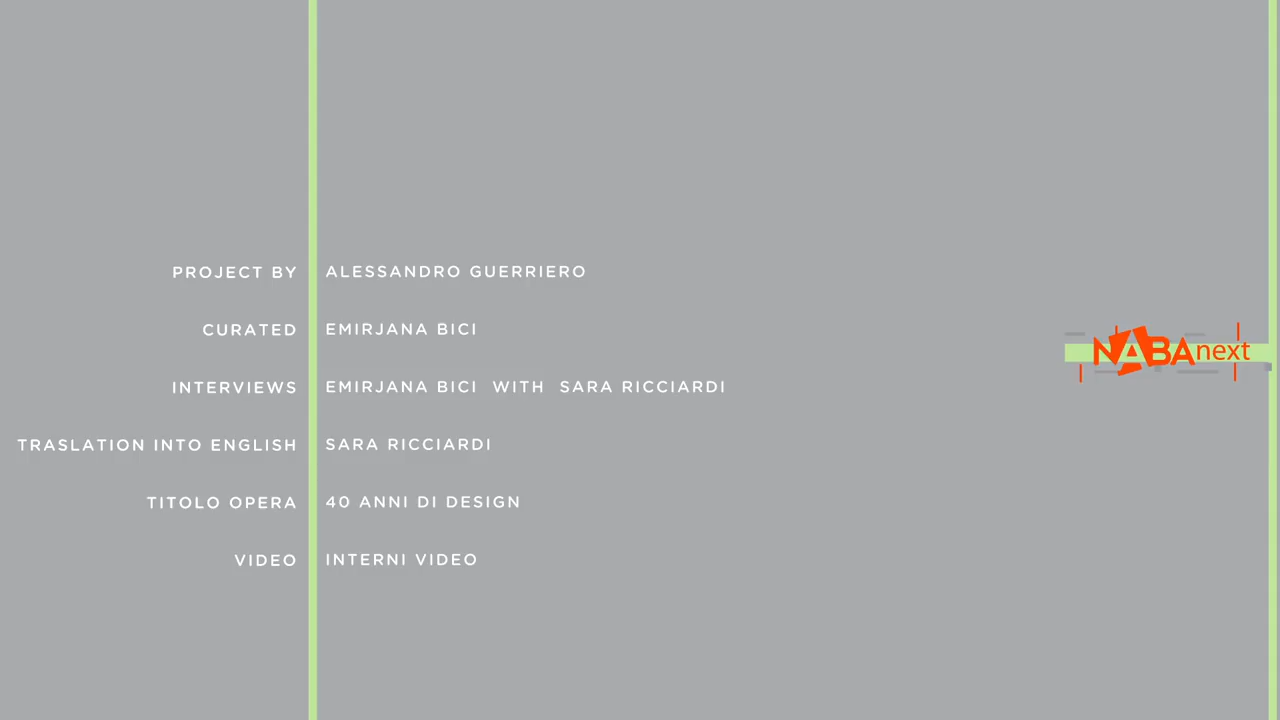 PROJECT BY ALESSANDRO GUERRIERO
CURATED EMIRJANA BICI
INTERVIEWS EMIRJANA BICI WITH SARA RICCIARDI
TRASLATION INTO ENGLISH SARA RICCIARDI
TITOLO OPERA 40 ANNI DI DESIGN
VIDEO INTERNI VIDEO
NABAnext